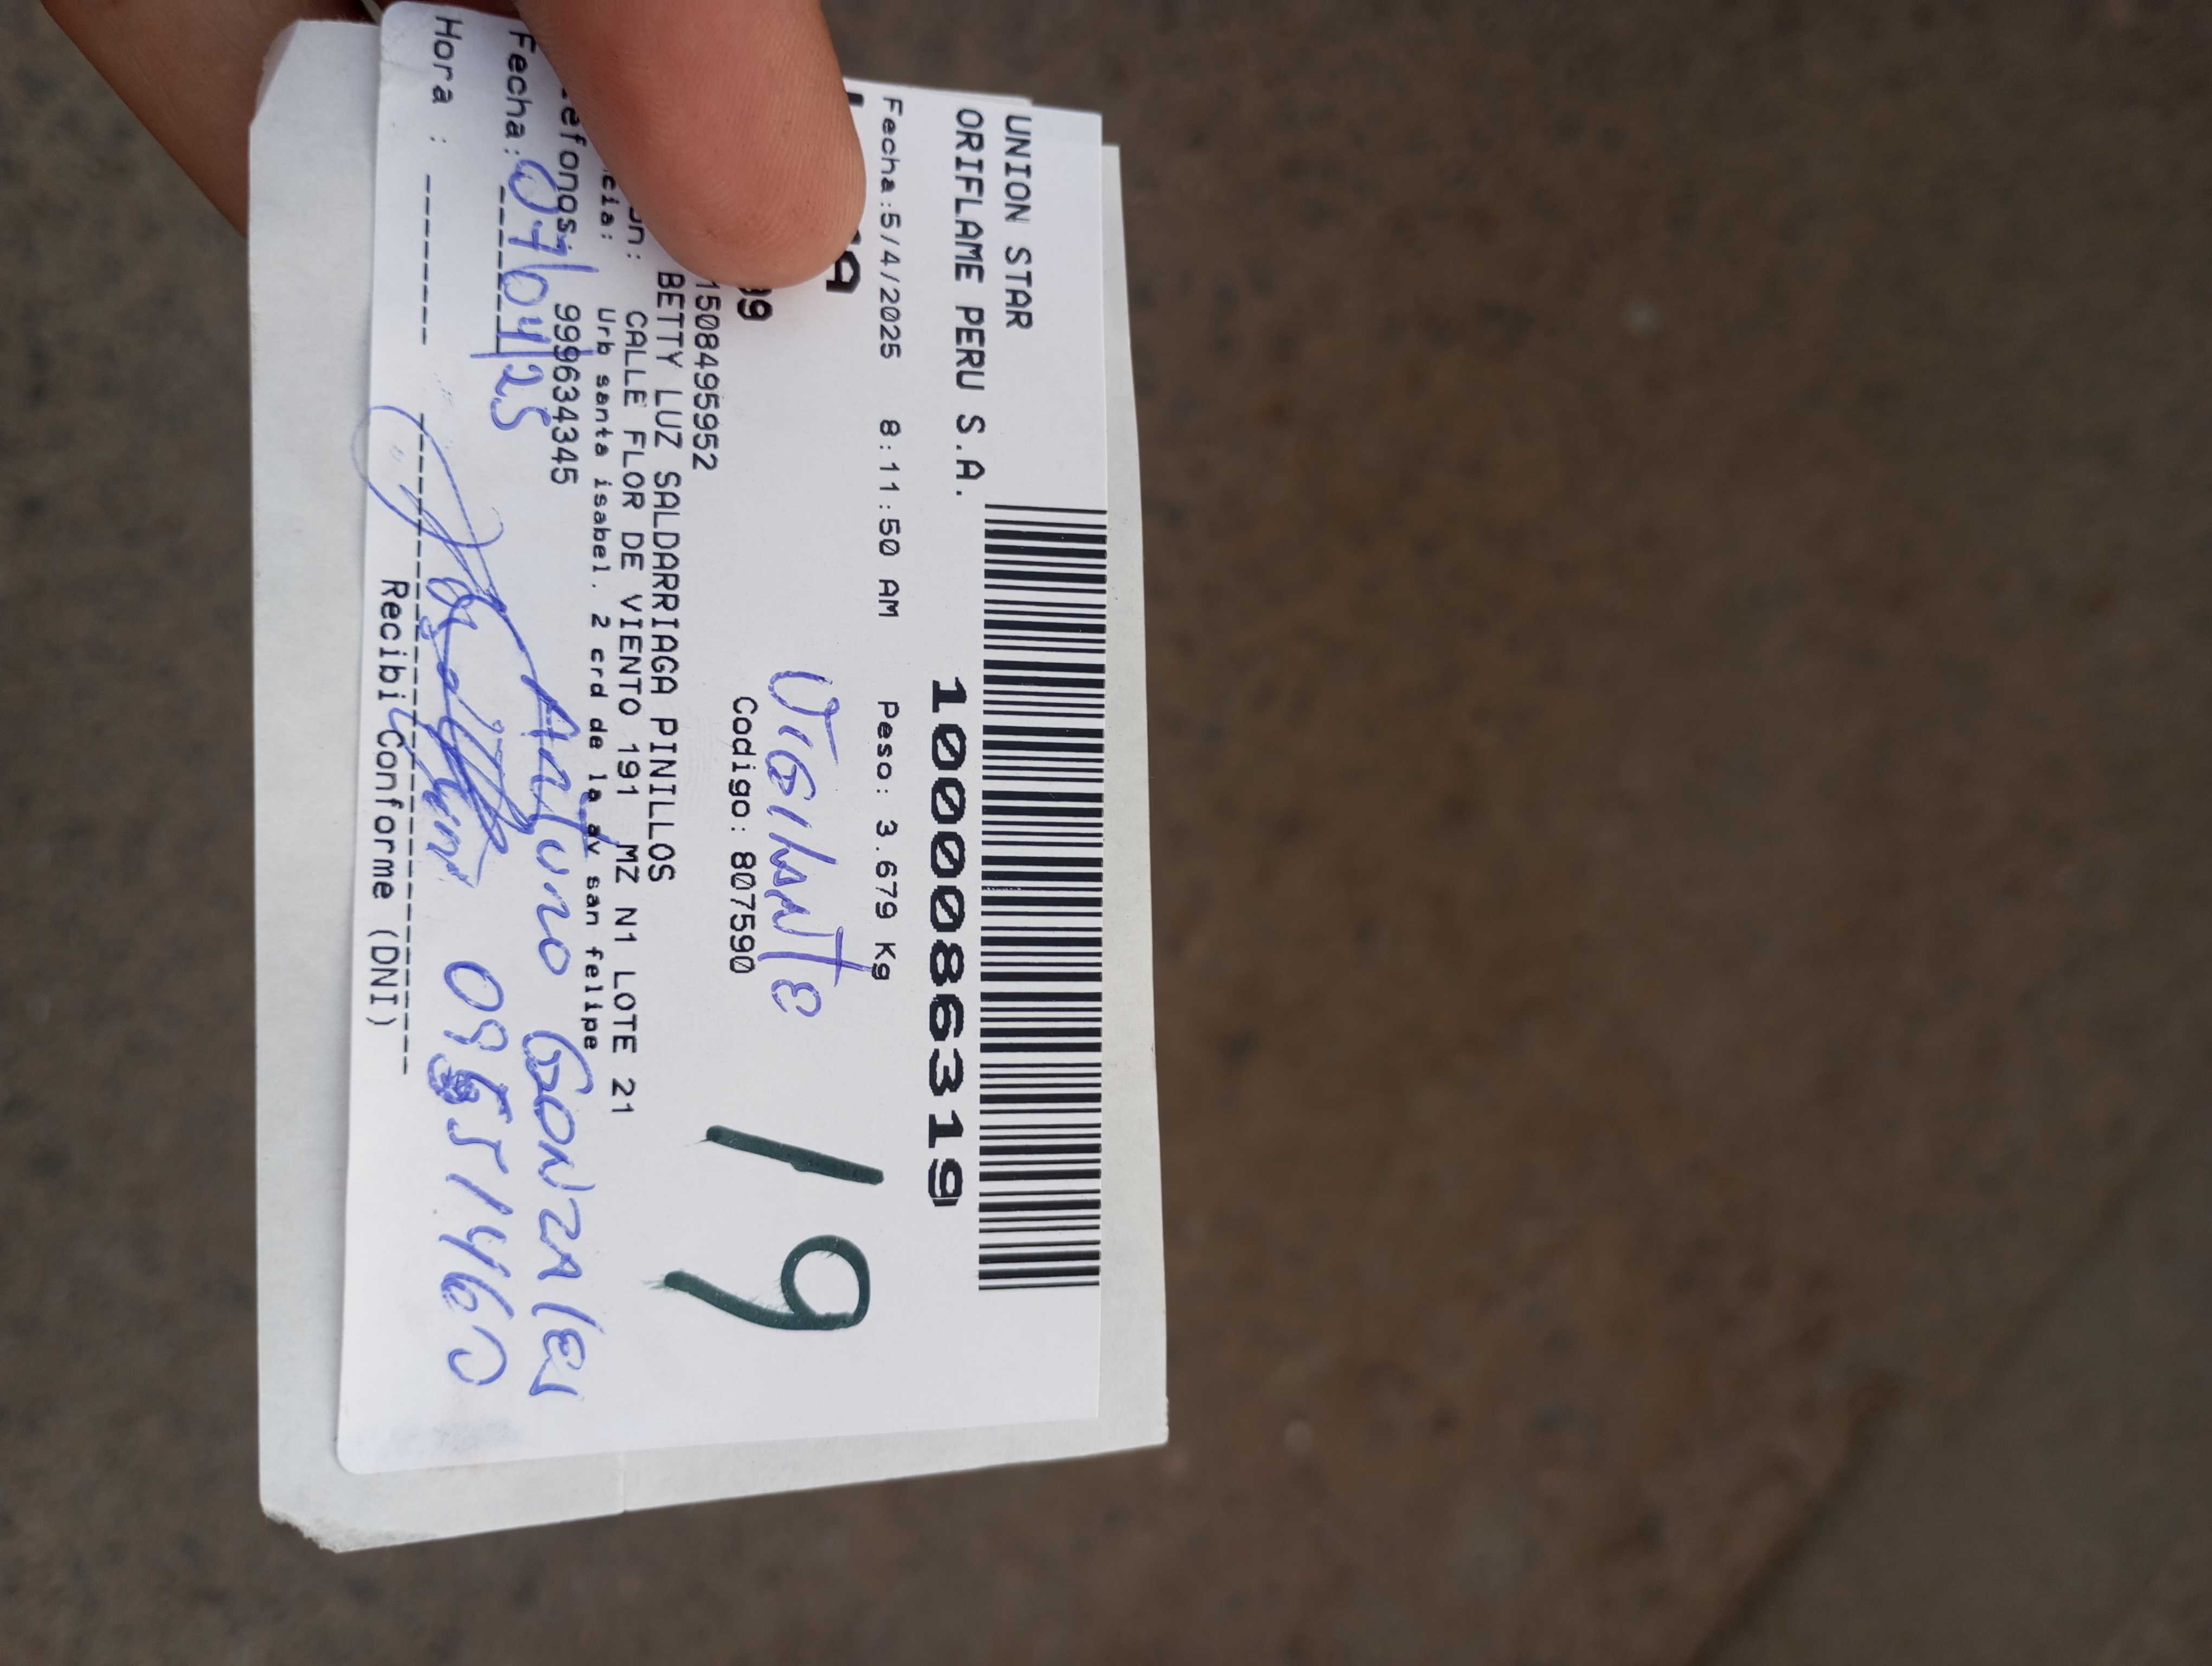 UNION STAR
ORIFLAME PERU S.A.
1000086319
Fecha:5/4/2025 8:11:50 AM Peso: 3.679 Kg
VIGILANTE
Codigo: 807590
1508495952
BETTY LUZ SALDARRIAGA PINILLOS
CALLE FLOR DE VIENTO 191 MZ N1 LOTE 21
Urb santa isabel. 2 crd de la av san felipe
999634345
19
Fecha: 07/04/25
ARTURO GONZALES
Hora :
Recibi Conforme (DNI)